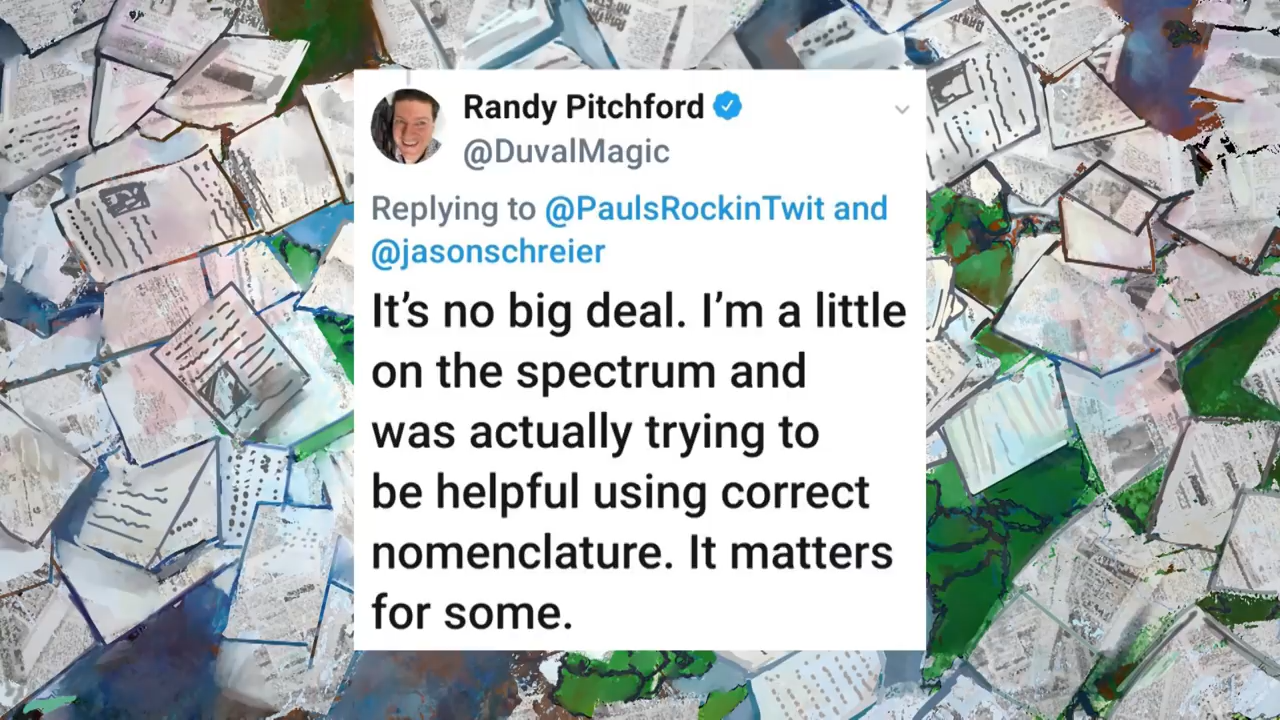 Randy Pitchford
@DuvalMagic
Replying to @PaulsRockinTwit and
@jasonschreier
It’s no big deal. I’m a little
on the spectrum and
was actually trying to
be helpful using correct
nomenclature. It matters
for some.